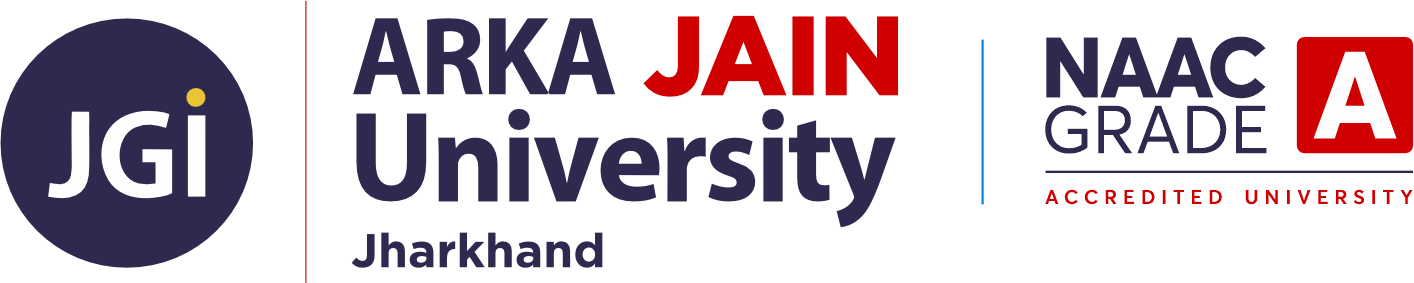 JGi
ARKA JAIN
University
Jharkhand
NAAC
GRADE
A
ACCREDITED UNIVERSITY